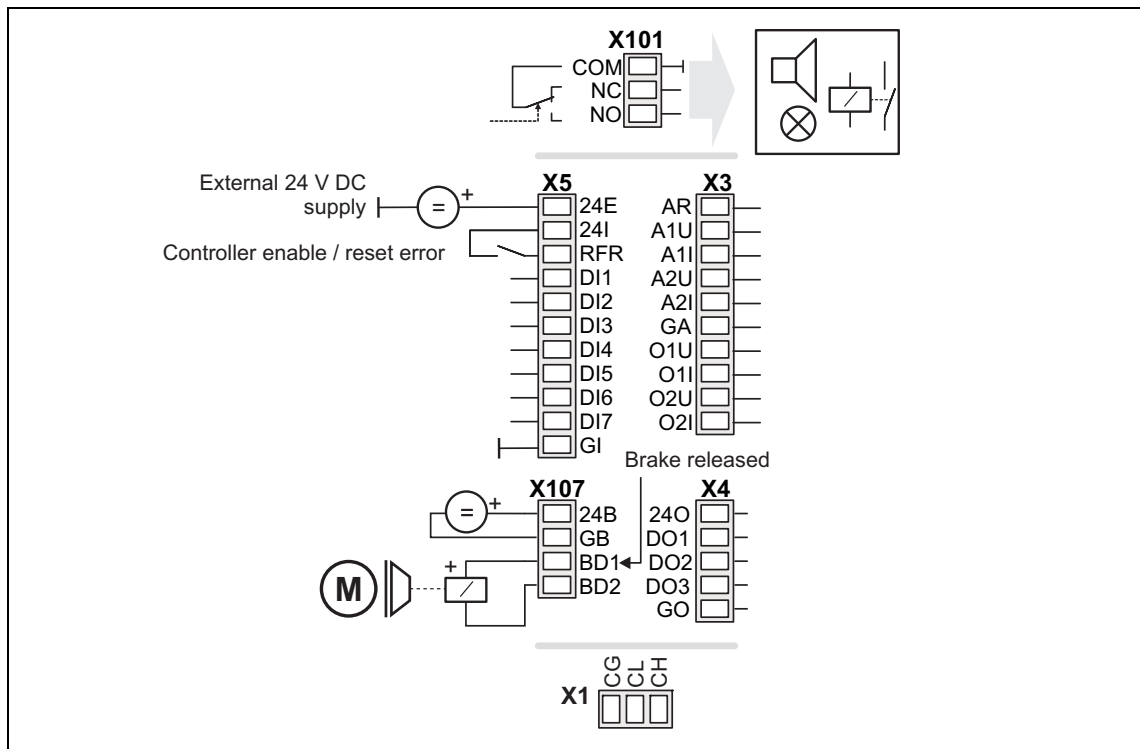 X101
COM
NC
NO
External 24 V DC
supply
=
+
Controller enable / reset error
X5
24E
24I
RFR
DI1
DI2
DI3
DI4
DI5
DI6
DI7
GI
X3
AR
A1U
A1I
A2U
A2I
GA
O1U
O1I
O2U
O2I
Brake released
X107
=
+
24B
GB
BD1
BD2
M
+
X4
24O
DO1
DO2
DO3
GO
X1
CG
CL
CH